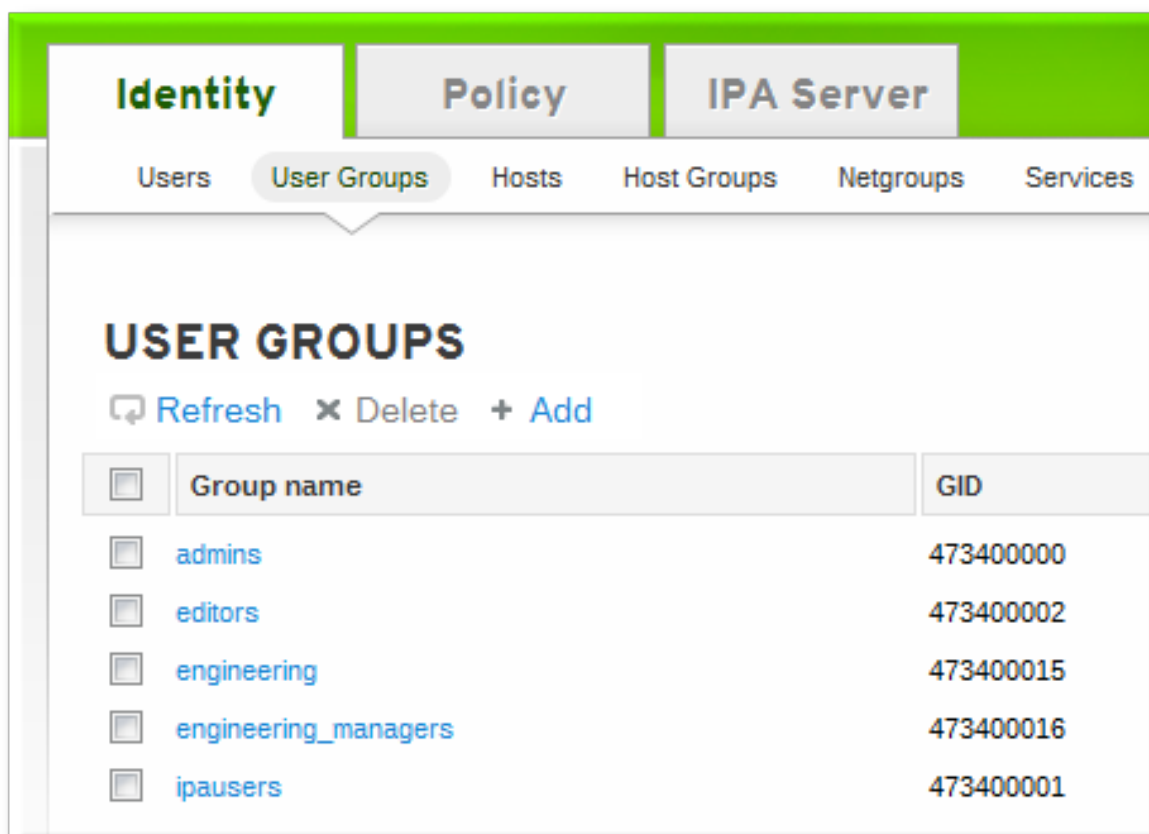 Identity Policy IPA Server
Users User Groups Hosts Host Groups Netgroups Services
USER GROUPS
Refresh Delete + Add
Group name GID
admins 473400000
editors 473400002
engineering 473400015
engineering_managers 473400016
ipausers 473400001